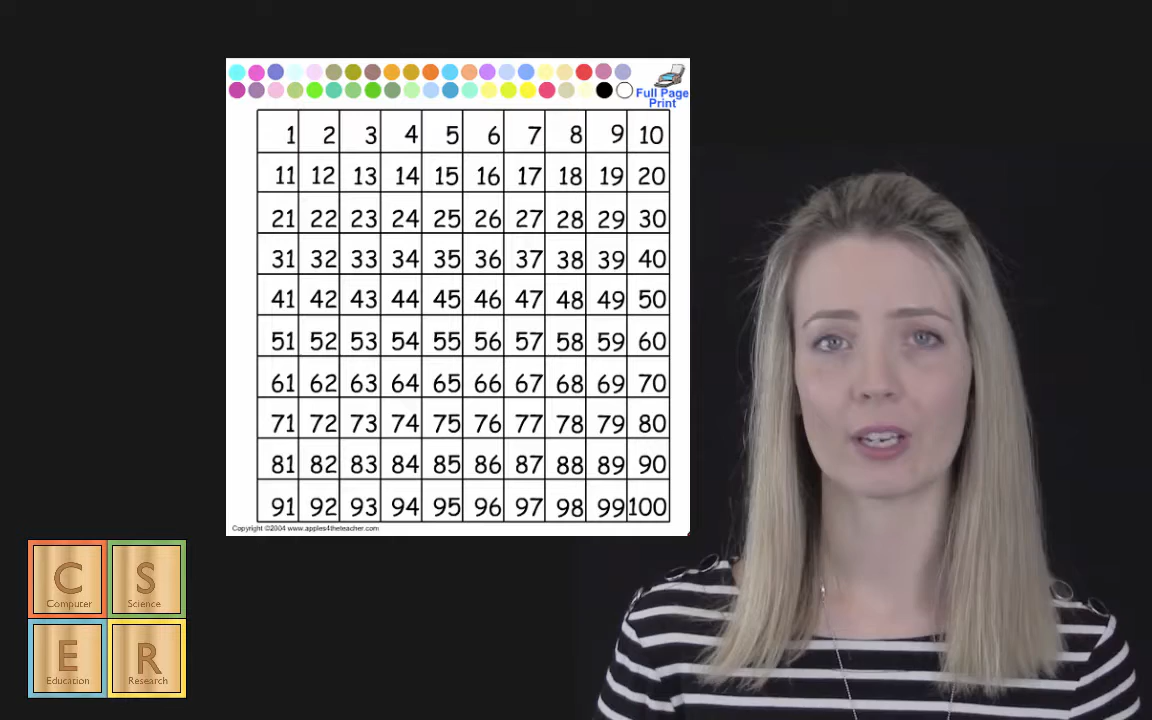 Full Page
Print
1 2 3 4 5 6 7 8 9 10
11 12 13 14 15 16 17 18 19 20
21 22 23 24 25 26 27 28 29 30
31 32 33 34 35 36 37 38 39 40
41 42 43 44 45 46 47 48 49 50
51 52 53 54 55 56 57 58 59 60
61 62 63 64 65 66 67 68 69 70
71 72 73 74 75 76 77 78 79 80
81 82 83 84 85 86 87 88 89 90
91 92 93 94 95 96 97 98 99 100
Copyright ©2004 www.apples4theteacher.com
C S
Computer Science
E R
Education Research